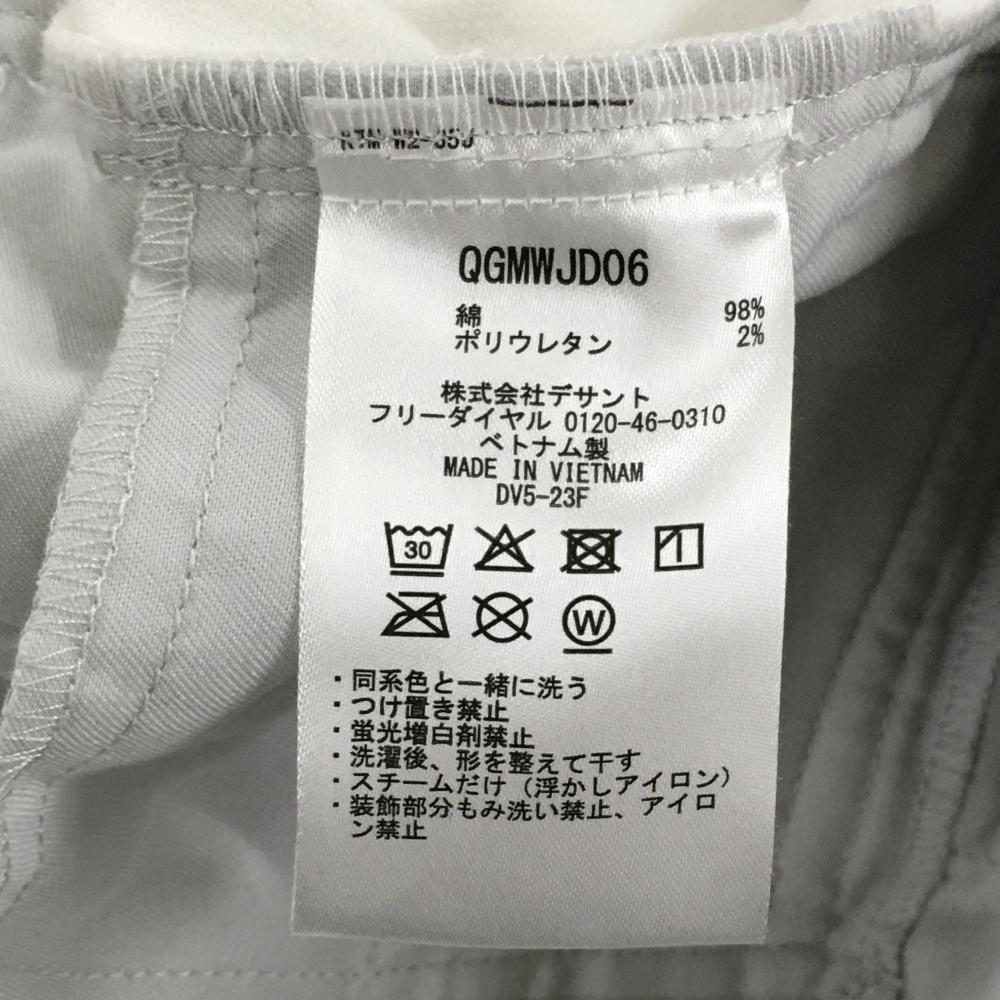 QGMWJD06
綿 98%
ポリウレタン 2%
株式会社デサント
フリーダイヤル 0120-46-0310
ベトナム製
MADE IN VIETNAM
DV5-23F
30
W
・同系色と一緒に洗う
・つけ置き禁止
・蛍光増白剤禁止
・洗濯後、形を整えて干す
・スチームだけ（浮かしアイロン）
・装飾部分もみ洗い禁止、アイロ
ン禁止